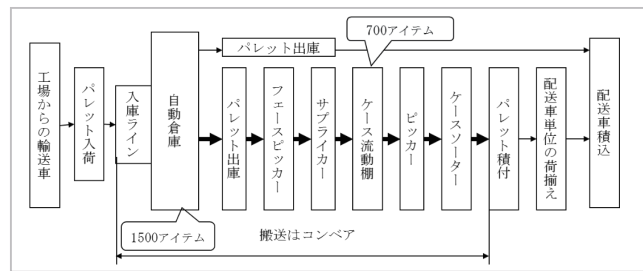 700アイテム
パレット出庫
工場からの輸送車
パレット入荷
入庫ライン
自動倉庫
パレット出庫
フェースピッカー
サプライカー
ケース流動棚
ピッカー
ケースソーター
パレット積付
配送車単位の荷揃え
配送車積込
1500アイテム
搬送はコンベア